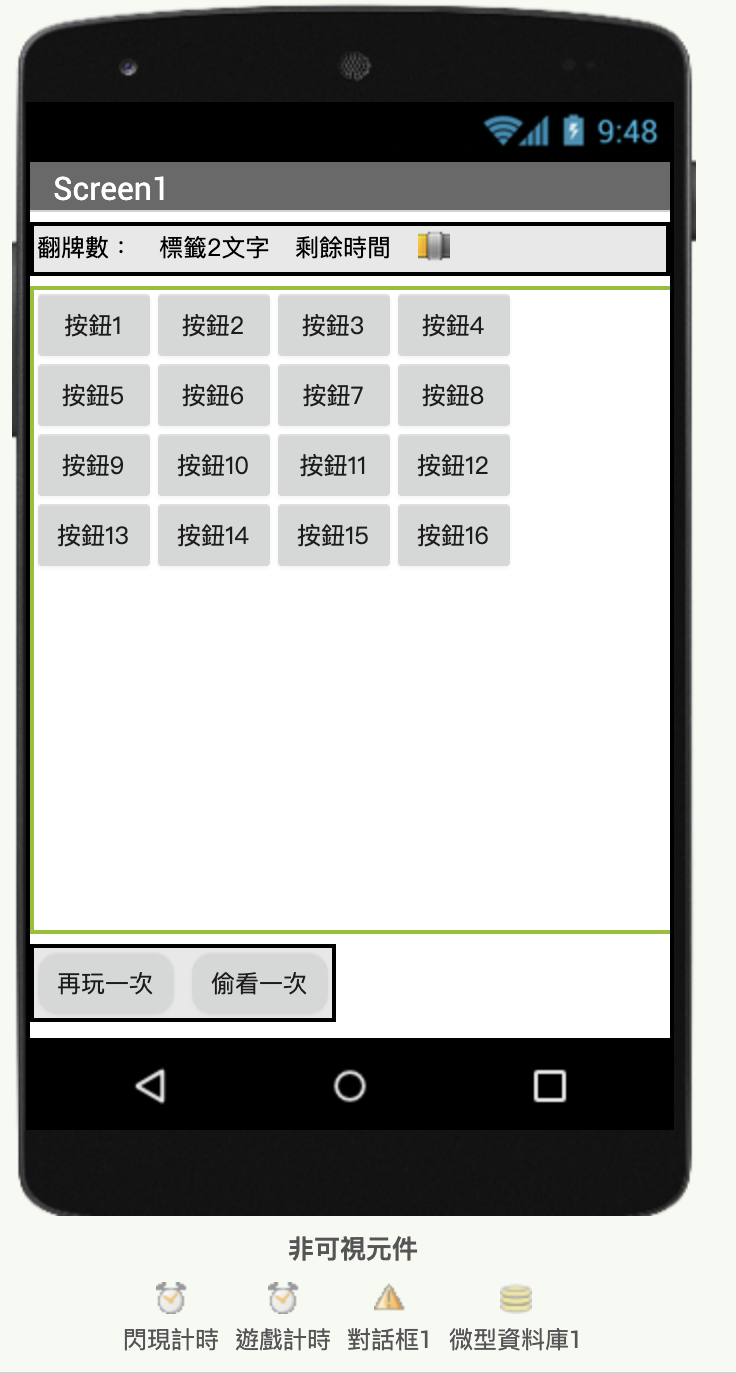 9:48
Screen1
翻牌數： 標籤2文字 剩餘時間
按鈕1 按鈕2 按鈕3 按鈕4
按鈕5 按鈕6 按鈕7 按鈕8
按鈕9 按鈕10 按鈕11 按鈕12
按鈕13 按鈕14 按鈕15 按鈕16
再玩一次 偷看一次
非可視元件
閃現計時 遊戲計時 對話框1 微型資料庫1